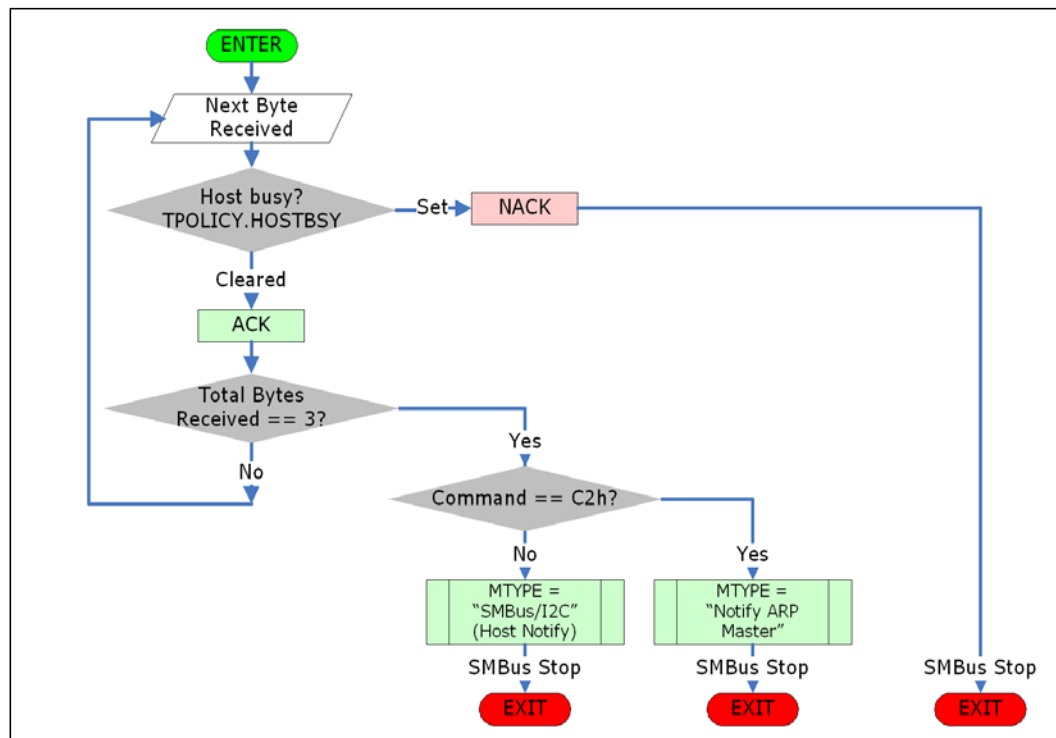 ENTER
Next Byte
Received
Host busy?
TPOLICY.HOSTBSY
Set
NACK
Cleared
ACK
Total Bytes
Received == 3?
Yes
No
Command == C2h?
No
Yes
MTYPE =
“SMBus/I2C”
(Host Notify)
MTYPE =
“Notify ARP
Master”
SMBus Stop
SMBus Stop
SMBus Stop
EXIT
EXIT
EXIT